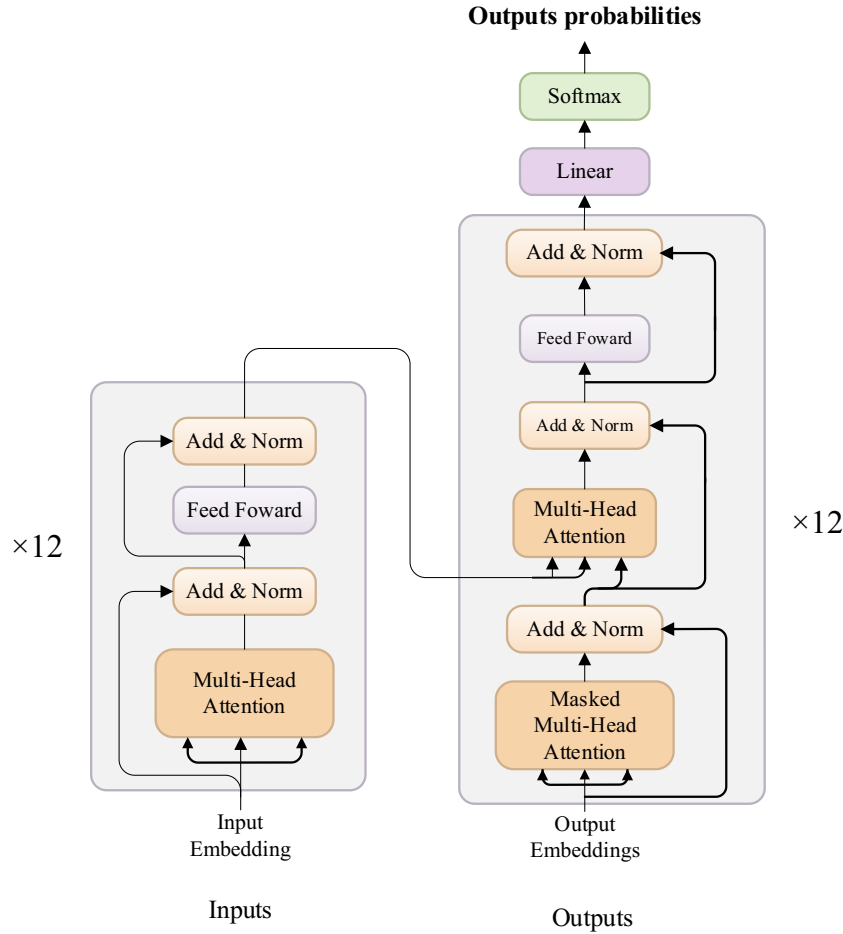 Outputs probabilities
Softmax
Linear
Add & Norm
Feed Foward
Add & Norm
Multi-Head
Attention
Add & Norm
Masked
Multi-Head
Attention
Output
Embeddings
Outputs
×12
Add & Norm
Feed Foward
Add & Norm
Multi-Head
Attention
Input
Embedding
Inputs
×12